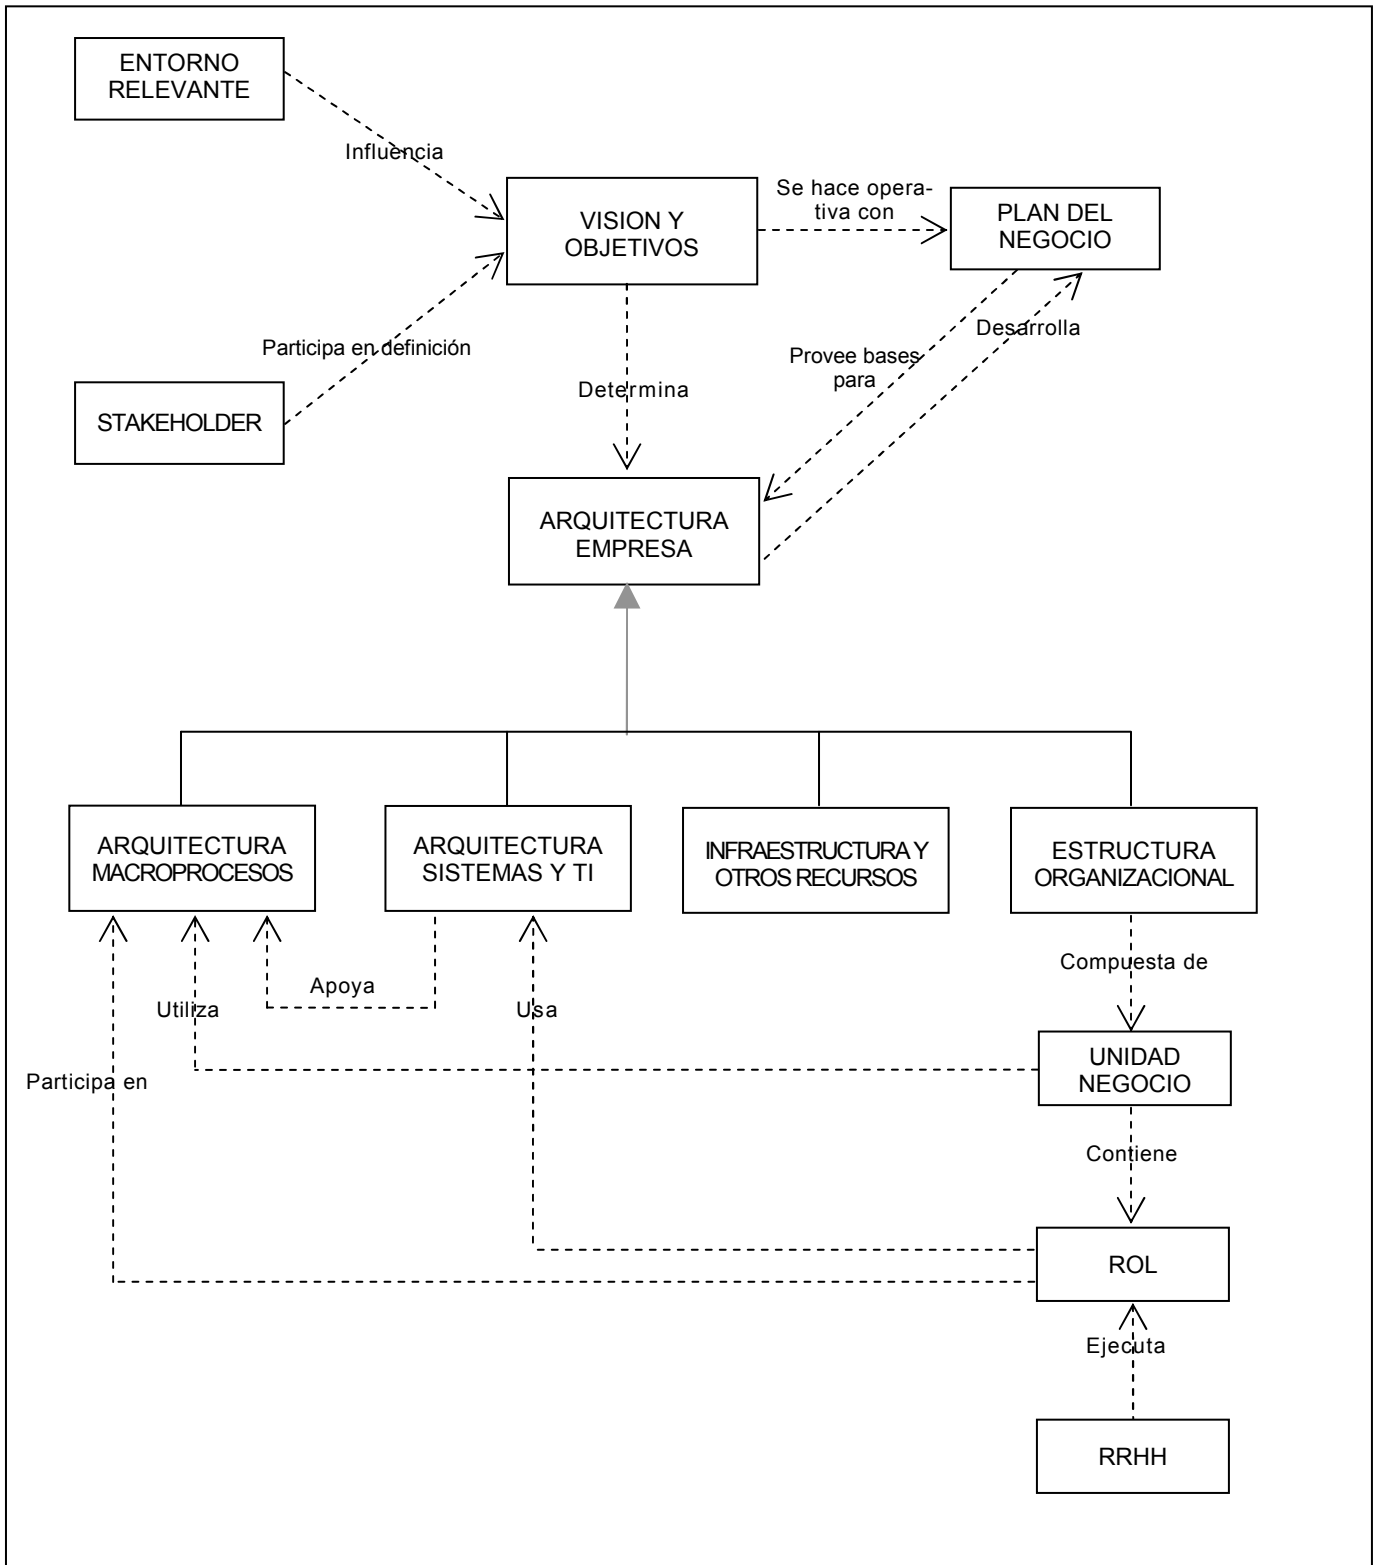 ENTORNO
RELEVANTE
Influencia
Se hace opera-
tiva con
VISION Y
OBJETIVOS
PLAN DEL
NEGOCIO
Participa en definición
Desarrolla
Provee bases
para
Determina
STAKEHOLDER
ARQUITECTURA
EMPRESA
ARQUITECTURA
MACROPROCESOS
ARQUITECTURA
SISTEMAS Y TI
INFRAESTRUCTURA Y
OTROS RECURSOS
ESTRUCTURA
ORGANIZACIONAL
Compuesta de
Apoya
Utiliza
Usa
Participa en
UNIDAD
NEGOCIO
Contiene
ROL
Ejecuta
RRHH